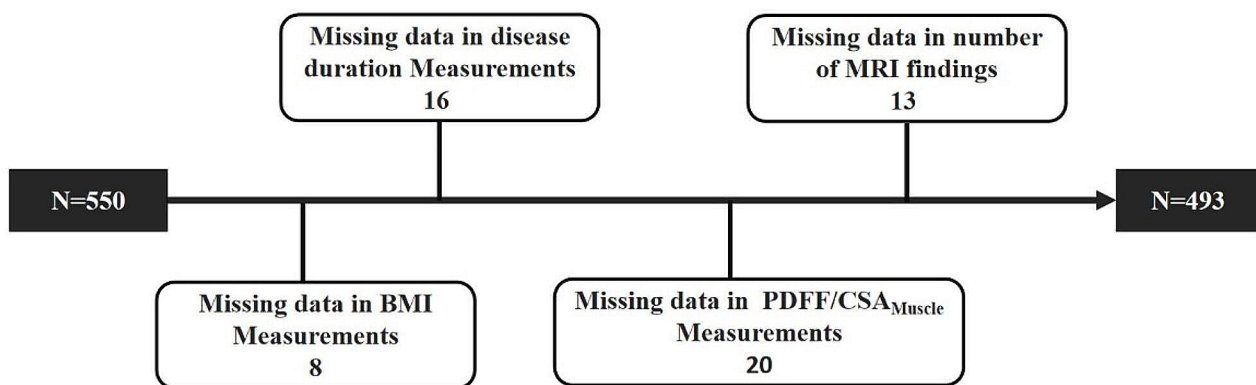 Missing data in disease
duration Measurements
16
Missing data in number
of MRI findings
13
N=550
N=493
Missing data in BMI
Measurements
8
Missing data in PDFF/CSAMuscle
Measurements
20